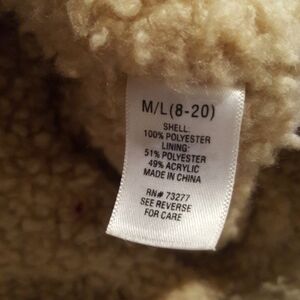 M/L(8-20)
SHELL:
100% POLYESTER
LINING:
51% POLYESTER
49% ACRYLIC
MADE IN CHINA
RN# 73277
SEE REVERSE
FOR CARE